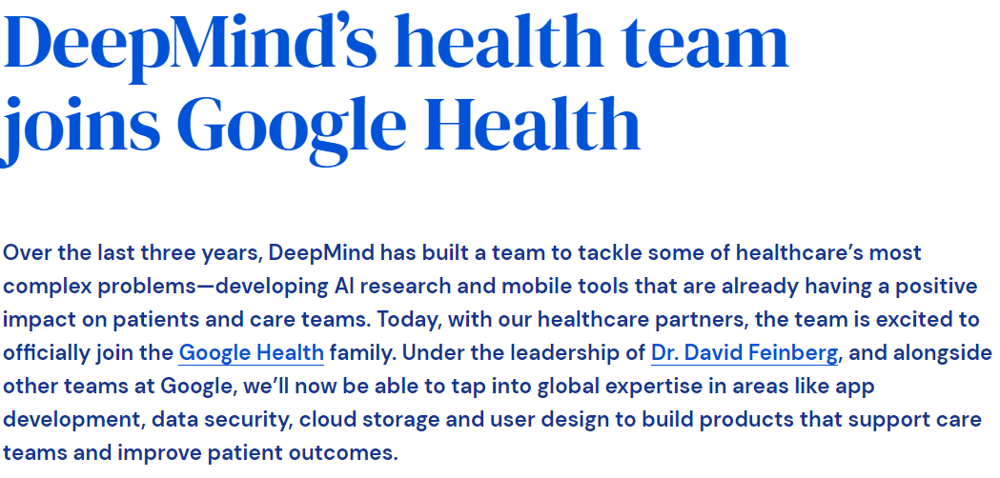 DeepMind’s health team
joins Google Health
Over the last three years, DeepMind has built a team to tackle some of healthcare’s most
complex problems—developing AI research and mobile tools that are already having a positive
impact on patients and care teams. Today, with our healthcare partners, the team is excited to
officially join the Google Health family. Under the leadership of Dr. David Feinberg, and alongside
other teams at Google, we’ll now be able to tap into global expertise in areas like app
development, data security, cloud storage and user design to build products that support care
teams and improve patient outcomes.